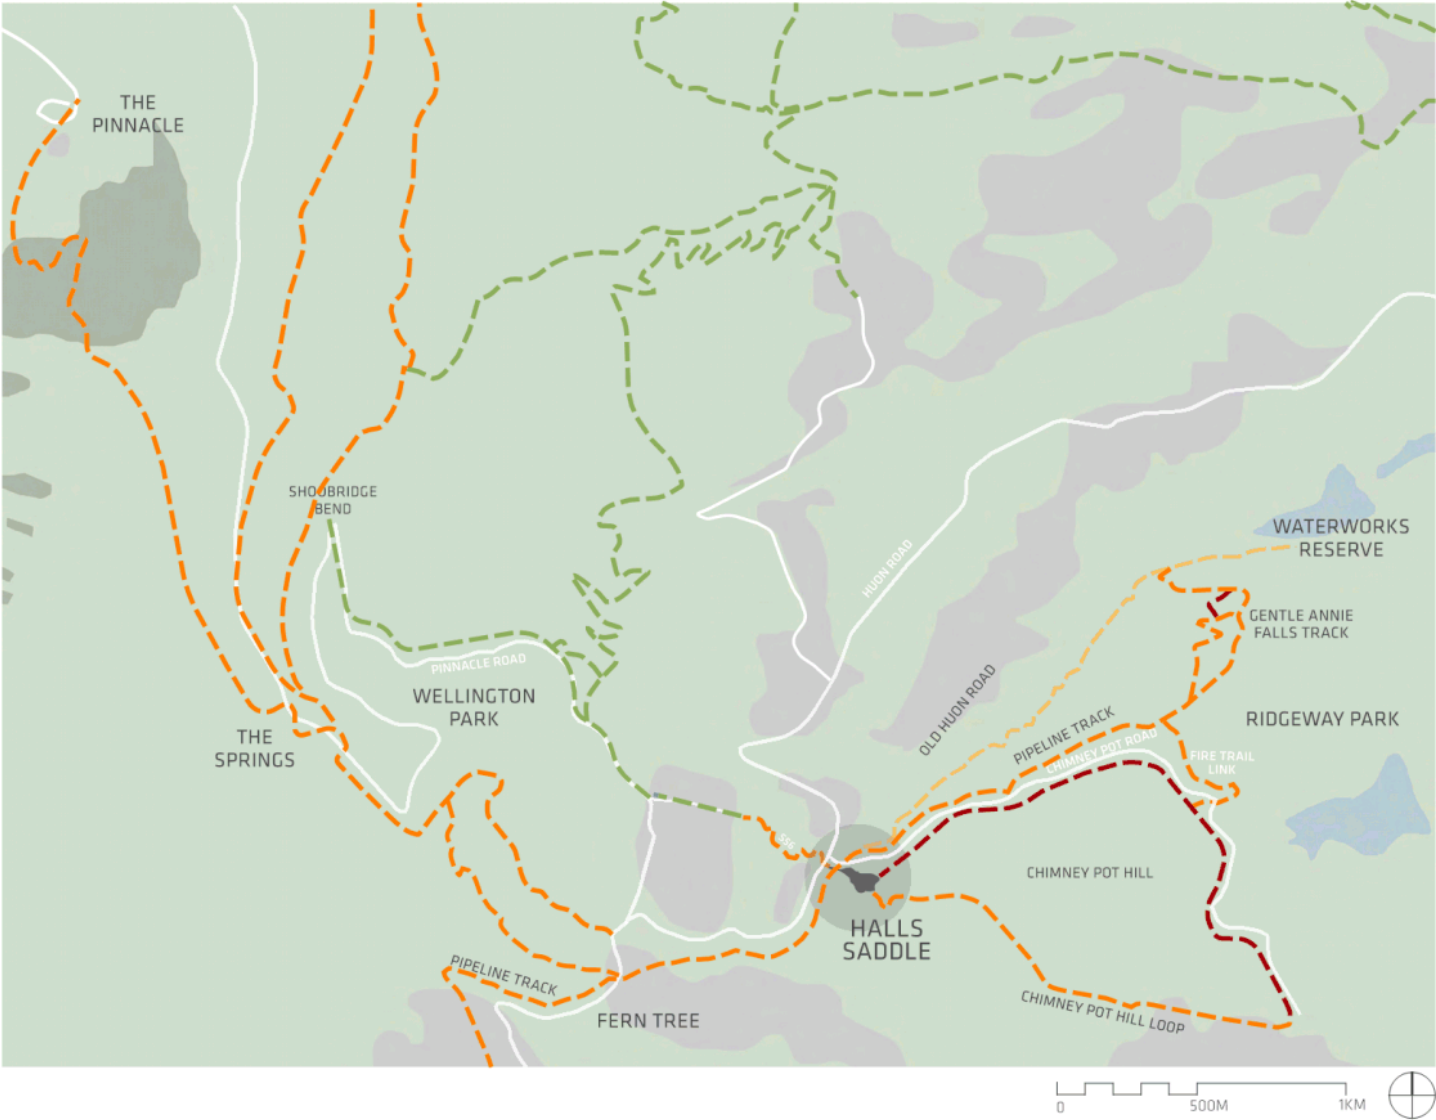 THE
PINNACLE
SHOOBRIDGE
BEND
WATERWORKS
RESERVE
HUON ROAD
GENTLE ANNIE
FALLS TRACK
PINNACLE ROAD
WELLINGTON
PARK
OLD HUON ROAD
RIDGEWAY PARK
THE
SPRINGS
PIPELINE TRACK
CHIMNEY POT ROAD
FIRE TRAIL
LINK
S56
CHIMNEY POT HILL
HALLS
SADDLE
PIPELINE TRACK
CHIMNEY POT HILL LOOP
FERN TREE
0
500M
1KM